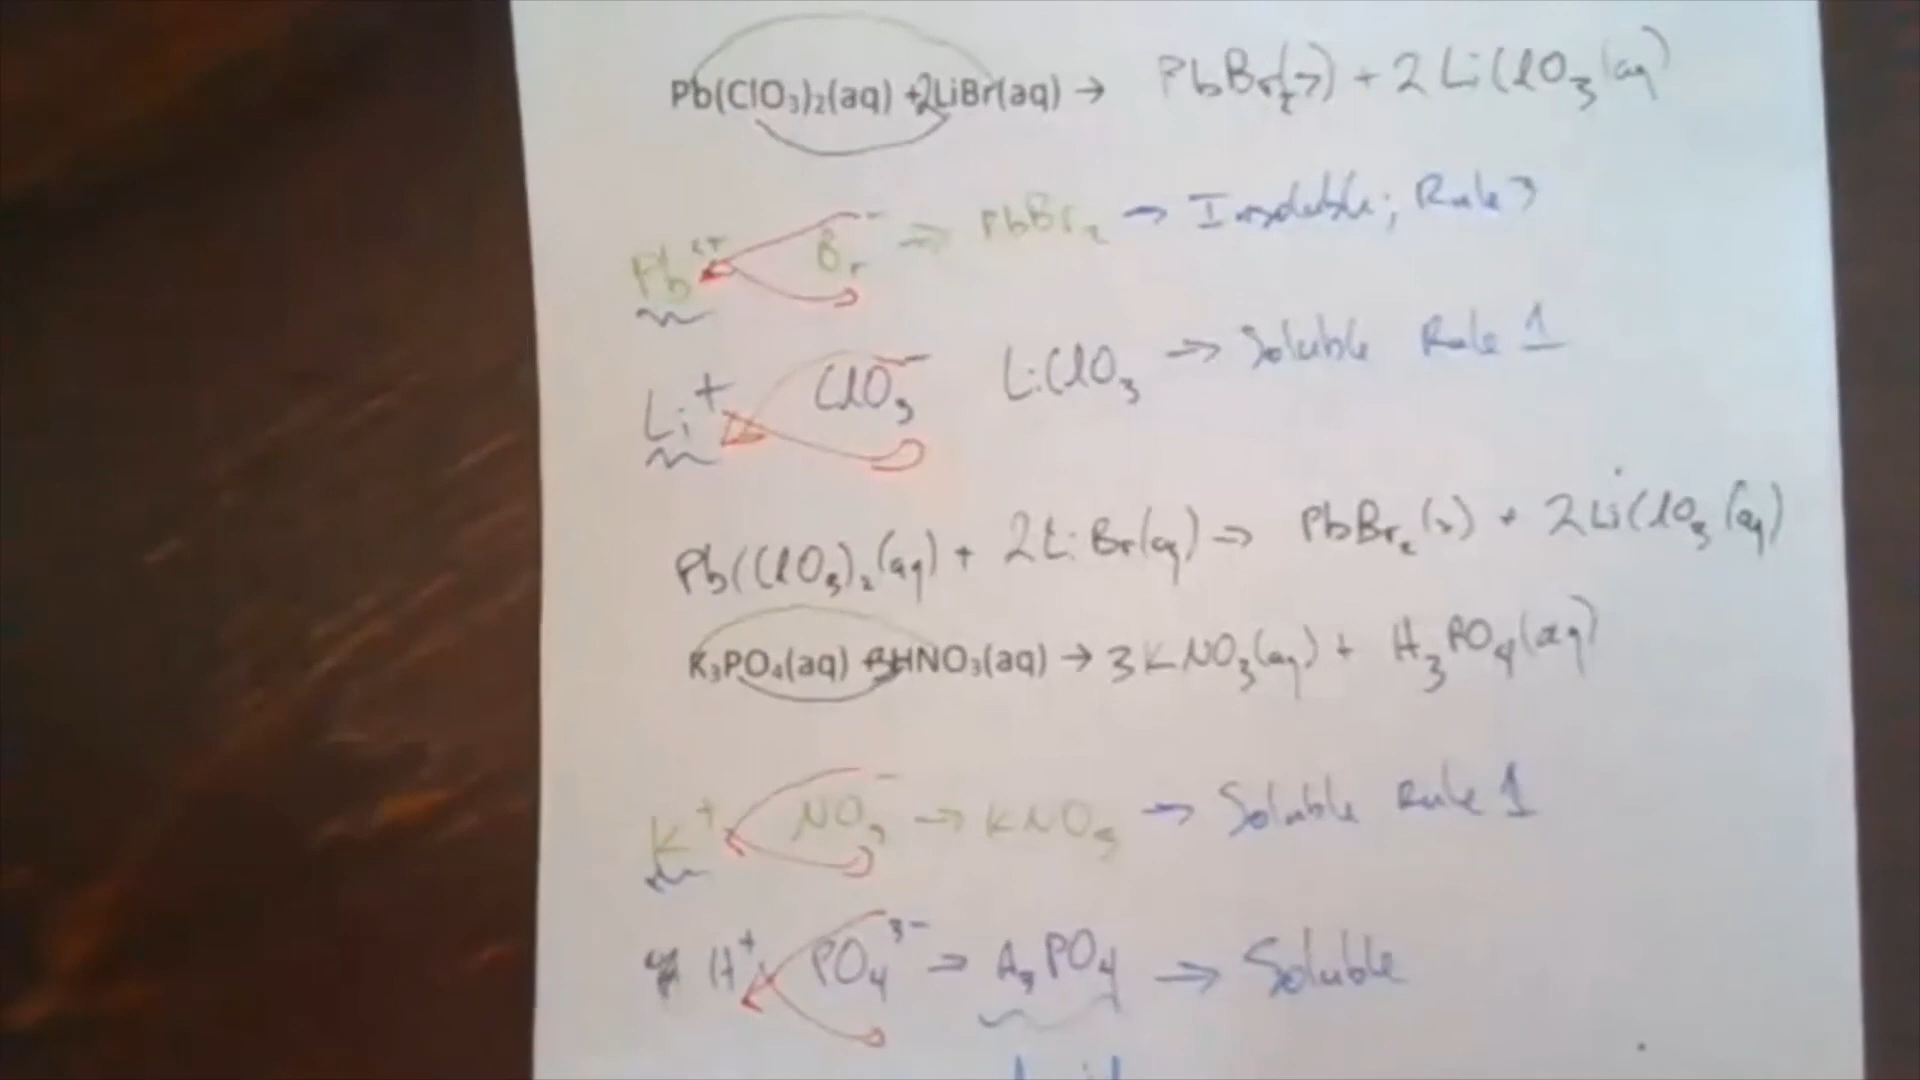 Pb(ClO₃)₂(aq) + 2LiBr(aq) → PbBr₂(s) + 2LiClO₃(aq)
Pb²⁺ Br⁻ → PbBr₂ → Insoluble; Rule 3
Li⁺ ClO₃⁻ LiClO₃ → Soluble Rule 1
Pb(ClO₃)₂(aq) + 2LiBr(aq) → PbBr₂(s) + 2LiClO₃(aq)
K₃PO₄(aq) + 3HNO₃(aq) → 3KNO₃(aq) + H₃PO₄(aq)
K⁺ NO₃⁻ → KNO₃ → Soluble Rule 1
H⁺ PO₄³⁻ → H₃PO₄ → Soluble